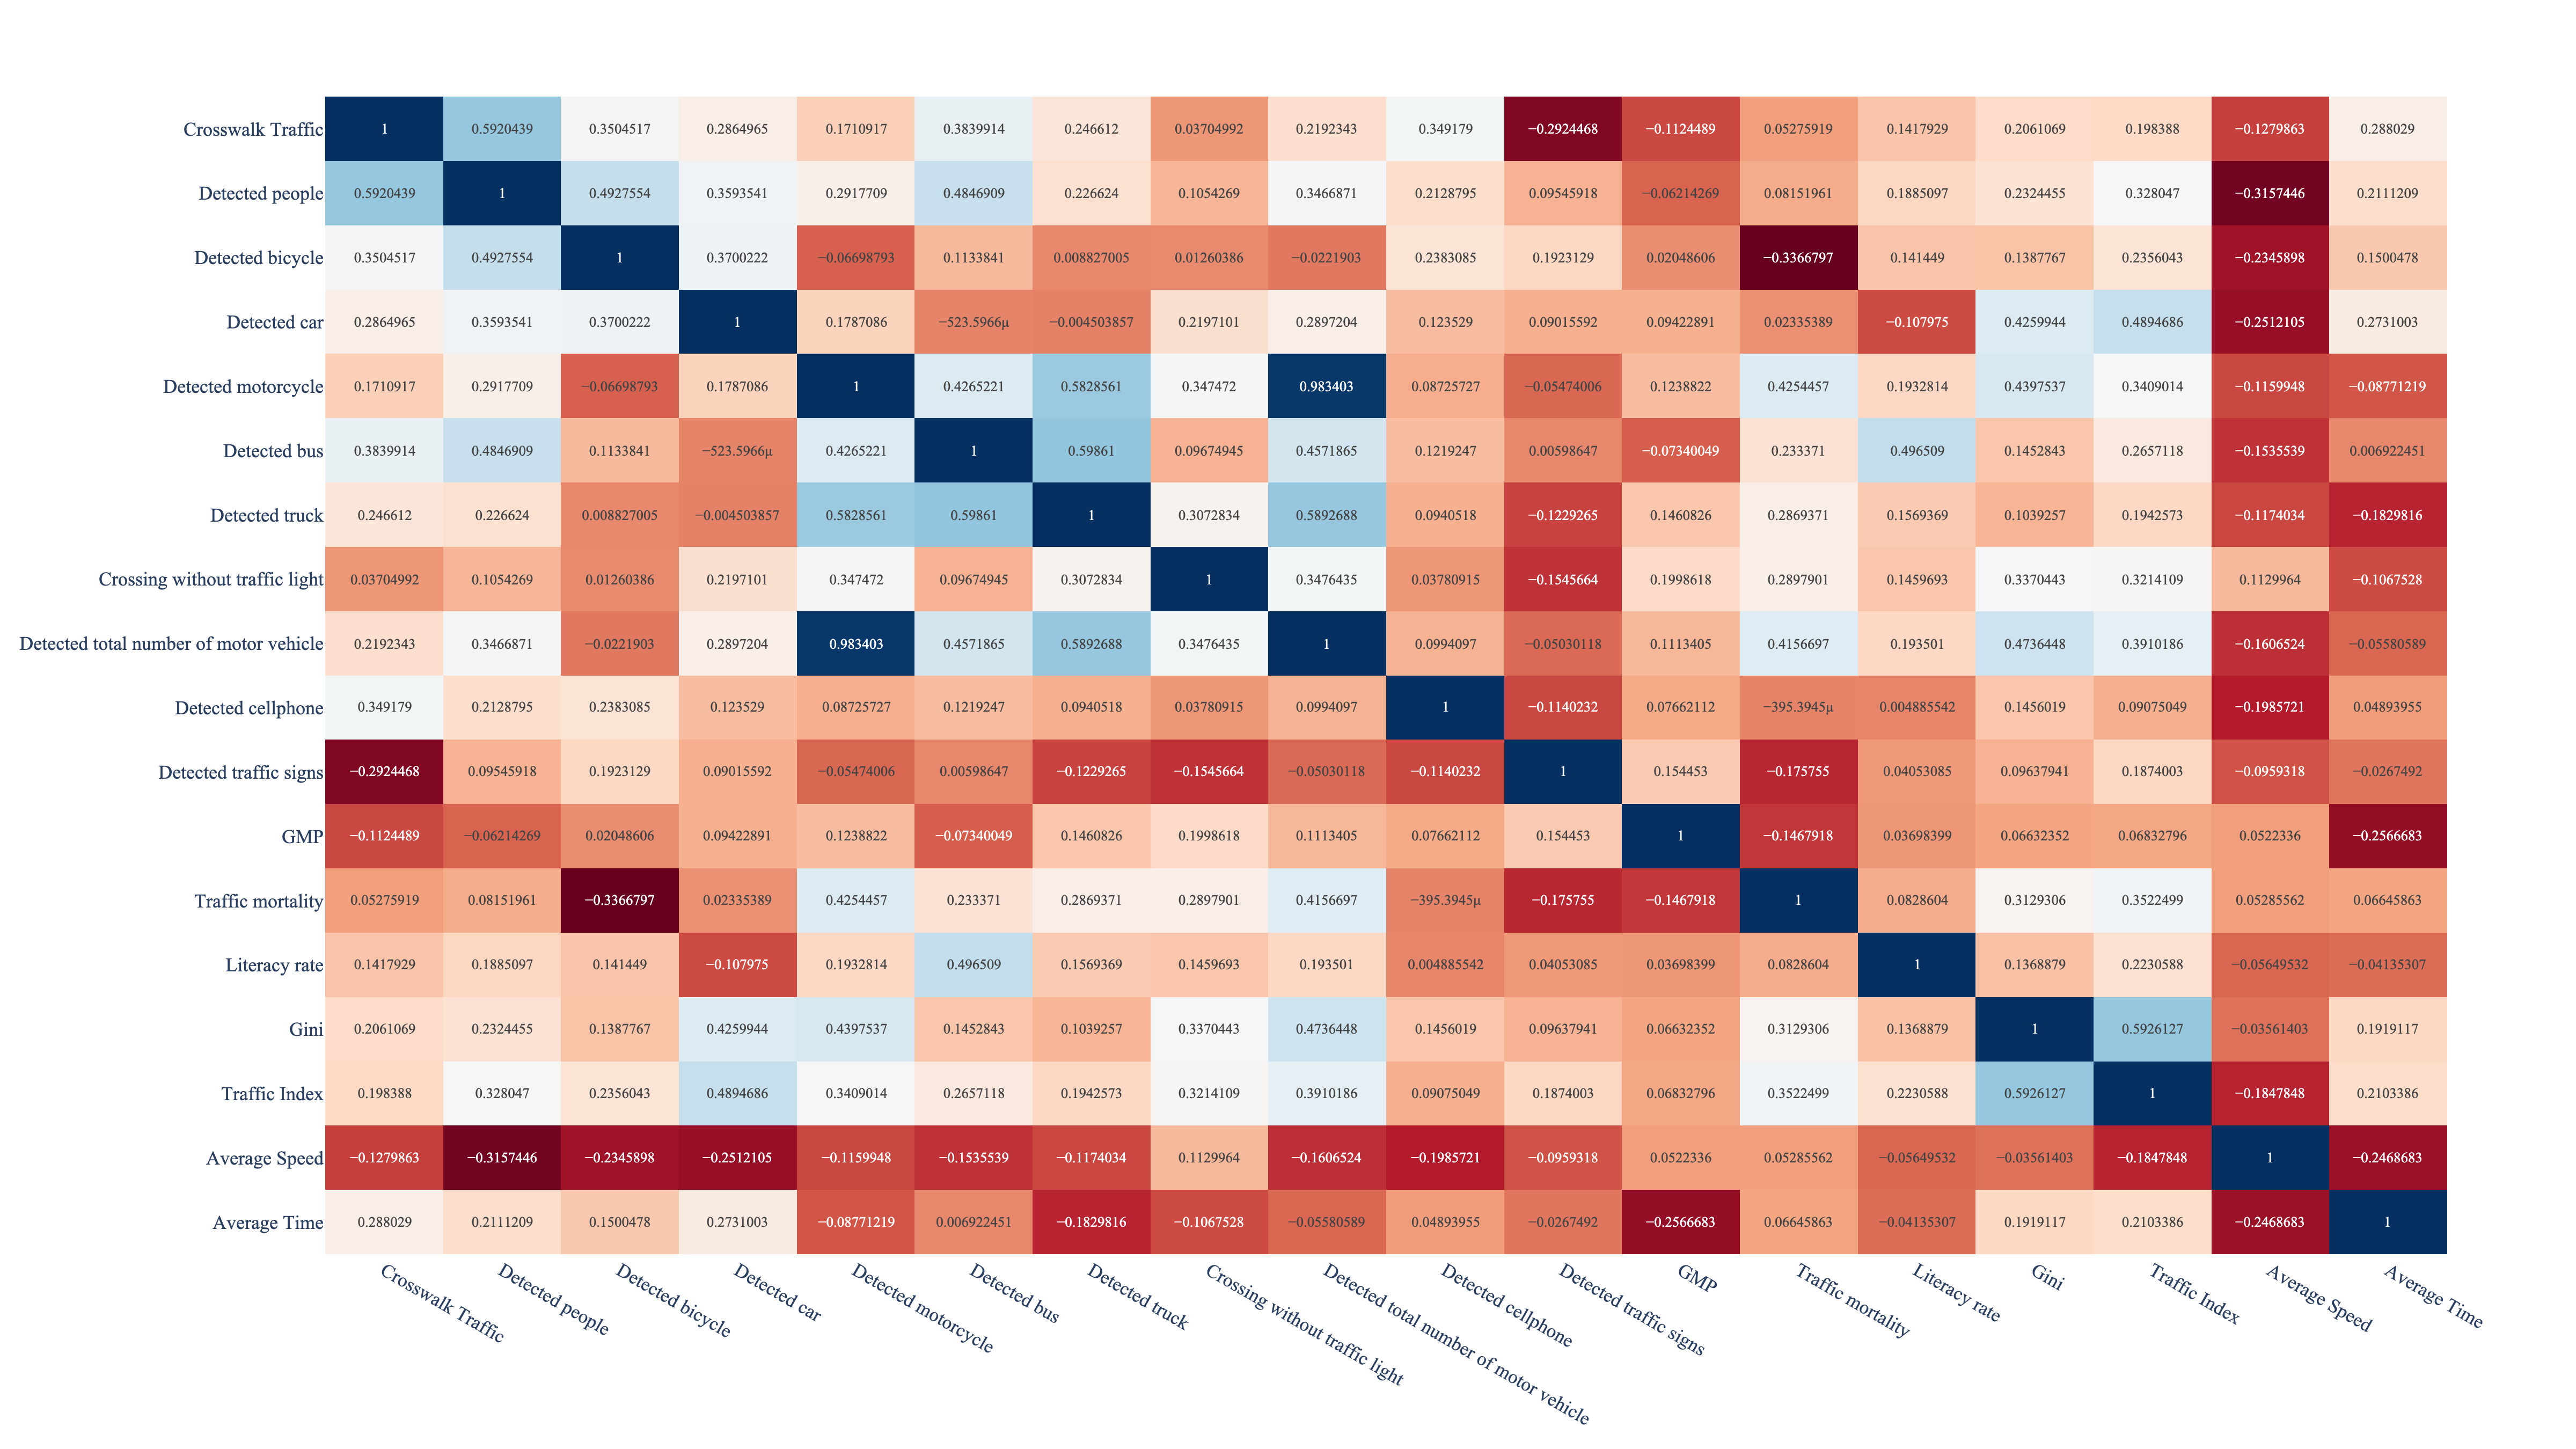 Crosswalk Traffic 1 0.5920439 0.3504517 0.2864965 0.1710917 0.3839914 0.246612 0.03704992 0.2192343 0.349179 −0.2924468 −0.1124489 0.05275919 0.1417929 0.2061069 0.198388 −0.1279863 0.288029
Detected people 0.5920439 1 0.4927554 0.3593541 0.2917709 0.4846909 0.226624 0.1054269 0.3466871 0.2128795 0.09545918 −0.06214269 0.08151961 0.1885097 0.2324455 0.328047 −0.3157446 0.2111209
Detected bicycle 0.3504517 0.4927554 1 0.3700222 −0.06698793 0.1133841 0.008827005 0.01260386 −0.0221903 0.2383085 0.1923129 0.02048606 −0.3366797 0.141449 0.1387767 0.2356043 −0.2345898 0.1500478
Detected car 0.2864965 0.3593541 0.3700222 1 0.1787086 −523.5966μ −0.004503857 0.2197101 0.2897204 0.123529 0.09015592 0.09422891 0.02335389 −0.107975 0.4259944 0.4894686 −0.2512105 0.2731003
Detected motorcycle 0.1710917 0.2917709 −0.06698793 0.1787086 1 0.4265221 0.5828561 0.347472 0.983403 0.08725727 −0.05474006 0.1238822 0.4254457 0.1932814 0.4397537 0.3409014 −0.1159948 −0.08771219
Detected bus 0.3839914 0.4846909 0.1133841 −523.5966μ 0.4265221 1 0.59861 0.09674945 0.4571865 0.1219247 0.00598647 −0.07340049 0.233371 0.496509 0.1452843 0.2657118 −0.1535539 0.006922451
Detected truck 0.246612 0.226624 0.008827005 −0.004503857 0.5828561 0.59861 1 0.3072834 0.5892688 0.0940518 −0.1229265 0.1460826 0.2869371 0.1569369 0.1039257 0.1942573 −0.1174034 −0.1829816
Crossing without traffic light 0.03704992 0.1054269 0.01260386 0.2197101 0.347472 0.09674945 0.3072834 1 0.3476435 0.03780915 −0.1545664 0.1998618 0.2897901 0.1459693 0.3370443 0.3214109 0.1129964 −0.1067528
Detected total number of motor vehicle 0.2192343 0.3466871 −0.0221903 0.2897204 0.983403 0.4571865 0.5892688 0.3476435 1 0.0994097 −0.05030118 0.1113405 0.4156697 0.193501 0.4736448 0.3910186 −0.1606524 −0.05580589
Detected cellphone 0.349179 0.2128795 0.2383085 0.123529 0.08725727 0.1219247 0.0940518 0.03780915 0.0994097 1 −0.1140232 0.07662112 −395.3945μ 0.004885542 0.1456019 0.09075049 −0.1985721 0.04893955
Detected traffic signs −0.2924468 0.09545918 0.1923129 0.09015592 −0.05474006 0.00598647 −0.1229265 −0.1545664 −0.05030118 −0.1140232 1 0.154453 −0.175755 0.04053085 0.09637941 0.1874003 −0.0959318 −0.0267492
GMP −0.1124489 −0.06214269 0.02048606 0.09422891 0.1238822 −0.07340049 0.1460826 0.1998618 0.1113405 0.07662112 0.154453 1 −0.1467918 0.03698399 0.06632352 0.06832796 0.0522336 −0.2566683
Traffic mortality 0.05275919 0.08151961 −0.3366797 0.02335389 0.4254457 0.233371 0.2869371 0.2897901 0.4156697 −395.3945μ −0.175755 −0.1467918 1 0.0828604 0.3129306 0.3522499 0.05285562 0.06645863
Literacy rate 0.1417929 0.1885097 0.141449 −0.107975 0.1932814 0.496509 0.1569369 0.1459693 0.193501 0.004885542 0.04053085 0.03698399 0.0828604 1 0.1368879 0.2230588 −0.05649532 −0.04135307
Gini 0.2061069 0.2324455 0.1387767 0.4259944 0.4397537 0.1452843 0.1039257 0.3370443 0.4736448 0.1456019 0.09637941 0.06632352 0.3129306 0.1368879 1 0.5926127 −0.03561403 0.1919117
Traffic Index 0.198388 0.328047 0.2356043 0.4894686 0.3409014 0.2657118 0.1942573 0.3214109 0.3910186 0.09075049 0.1874003 0.06832796 0.3522499 0.2230588 0.5926127 1 −0.1847848 0.2103386
Average Speed −0.1279863 −0.3157446 −0.2345898 −0.2512105 −0.1159948 −0.1535539 −0.1174034 0.1129964 −0.1606524 −0.1985721 −0.0959318 0.0522336 0.05285562 −0.05649532 −0.03561403 −0.1847848 1 −0.2468683
Average Time 0.288029 0.2111209 0.1500478 0.2731003 −0.08771219 0.006922451 −0.1829816 −0.1067528 −0.05580589 0.04893955 −0.0267492 −0.2566683 0.06645863 −0.04135307 0.1919117 0.2103386 −0.2468683 1
Crosswalk Traffic
Detected people
Detected bicycle
Detected car
Detected motorcycle
Detected bus
Detected truck
Crossing without traffic light
Detected total number of motor vehicle
Detected cellphone
Detected traffic signs
GMP
Traffic mortality
Literacy rate
Gini
Traffic Index
Average Speed
Average Time